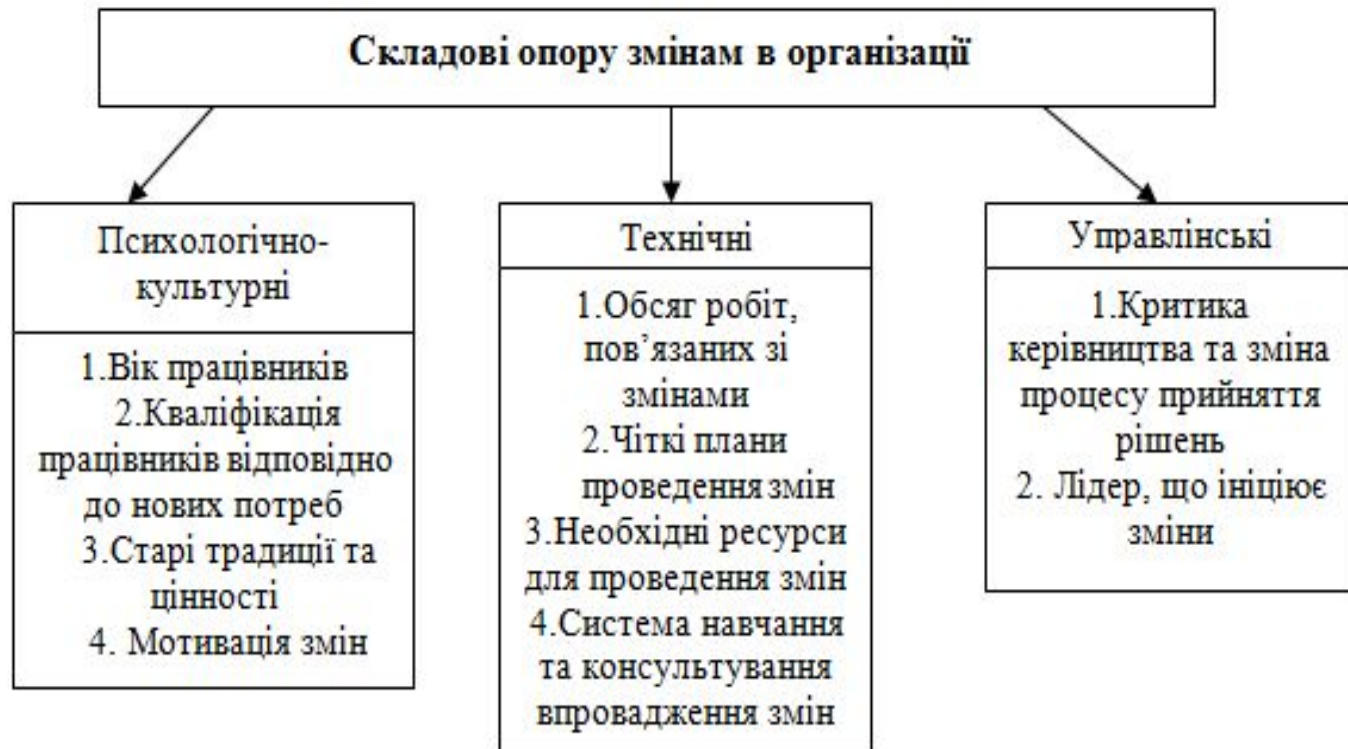 Складові опору змінам в організації
Психологічно-
культурні
1.Вік працівників
2.Кваліфікація
працівників відповідно
до нових потреб
3.Старі традиції та
цінності
4. Мотивація змін
Технічні
1.Обсяг робіт,
пов’язаних зі
змінами
2.Чіткі плани
проведення змін
3.Необхідні ресурси
для проведення змін
4.Система навчання
та консультування
впровадження змін
Управлінські
1.Критика
керівництва та зміна
процесу прийняття
рішень
2. Лідер, що ініціює
зміни